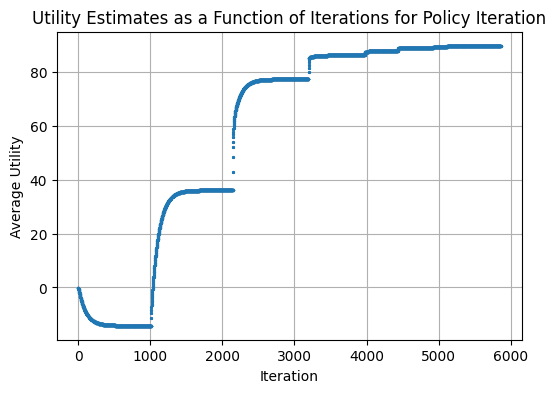 Utility Estimates as a Function of Iterations for Policy Iteration
80
60
40
20
0
Average Utility
0 1000 2000 3000 4000 5000 6000
Iteration